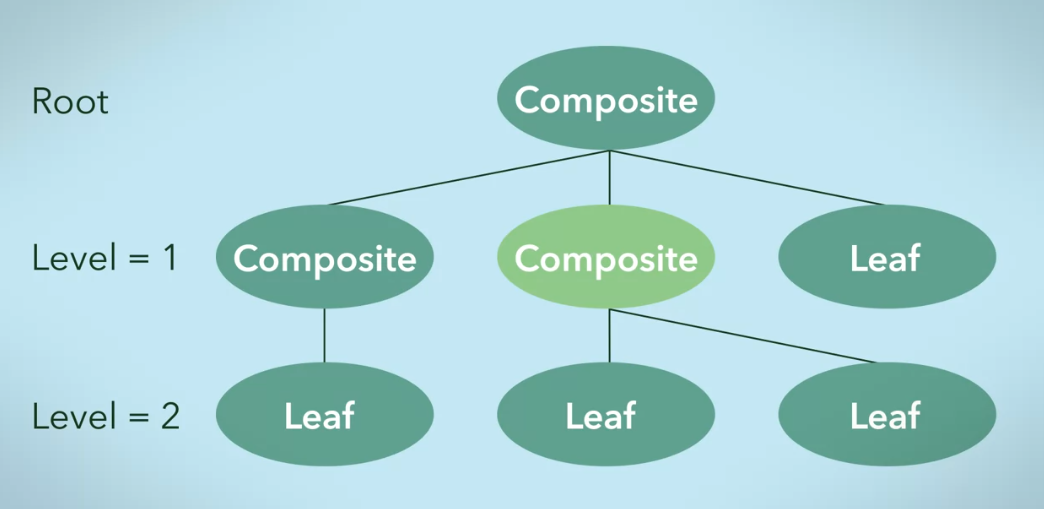 Root
Composite
Level = 1
Composite
Composite
Leaf
Level = 2
Leaf
Leaf
Leaf